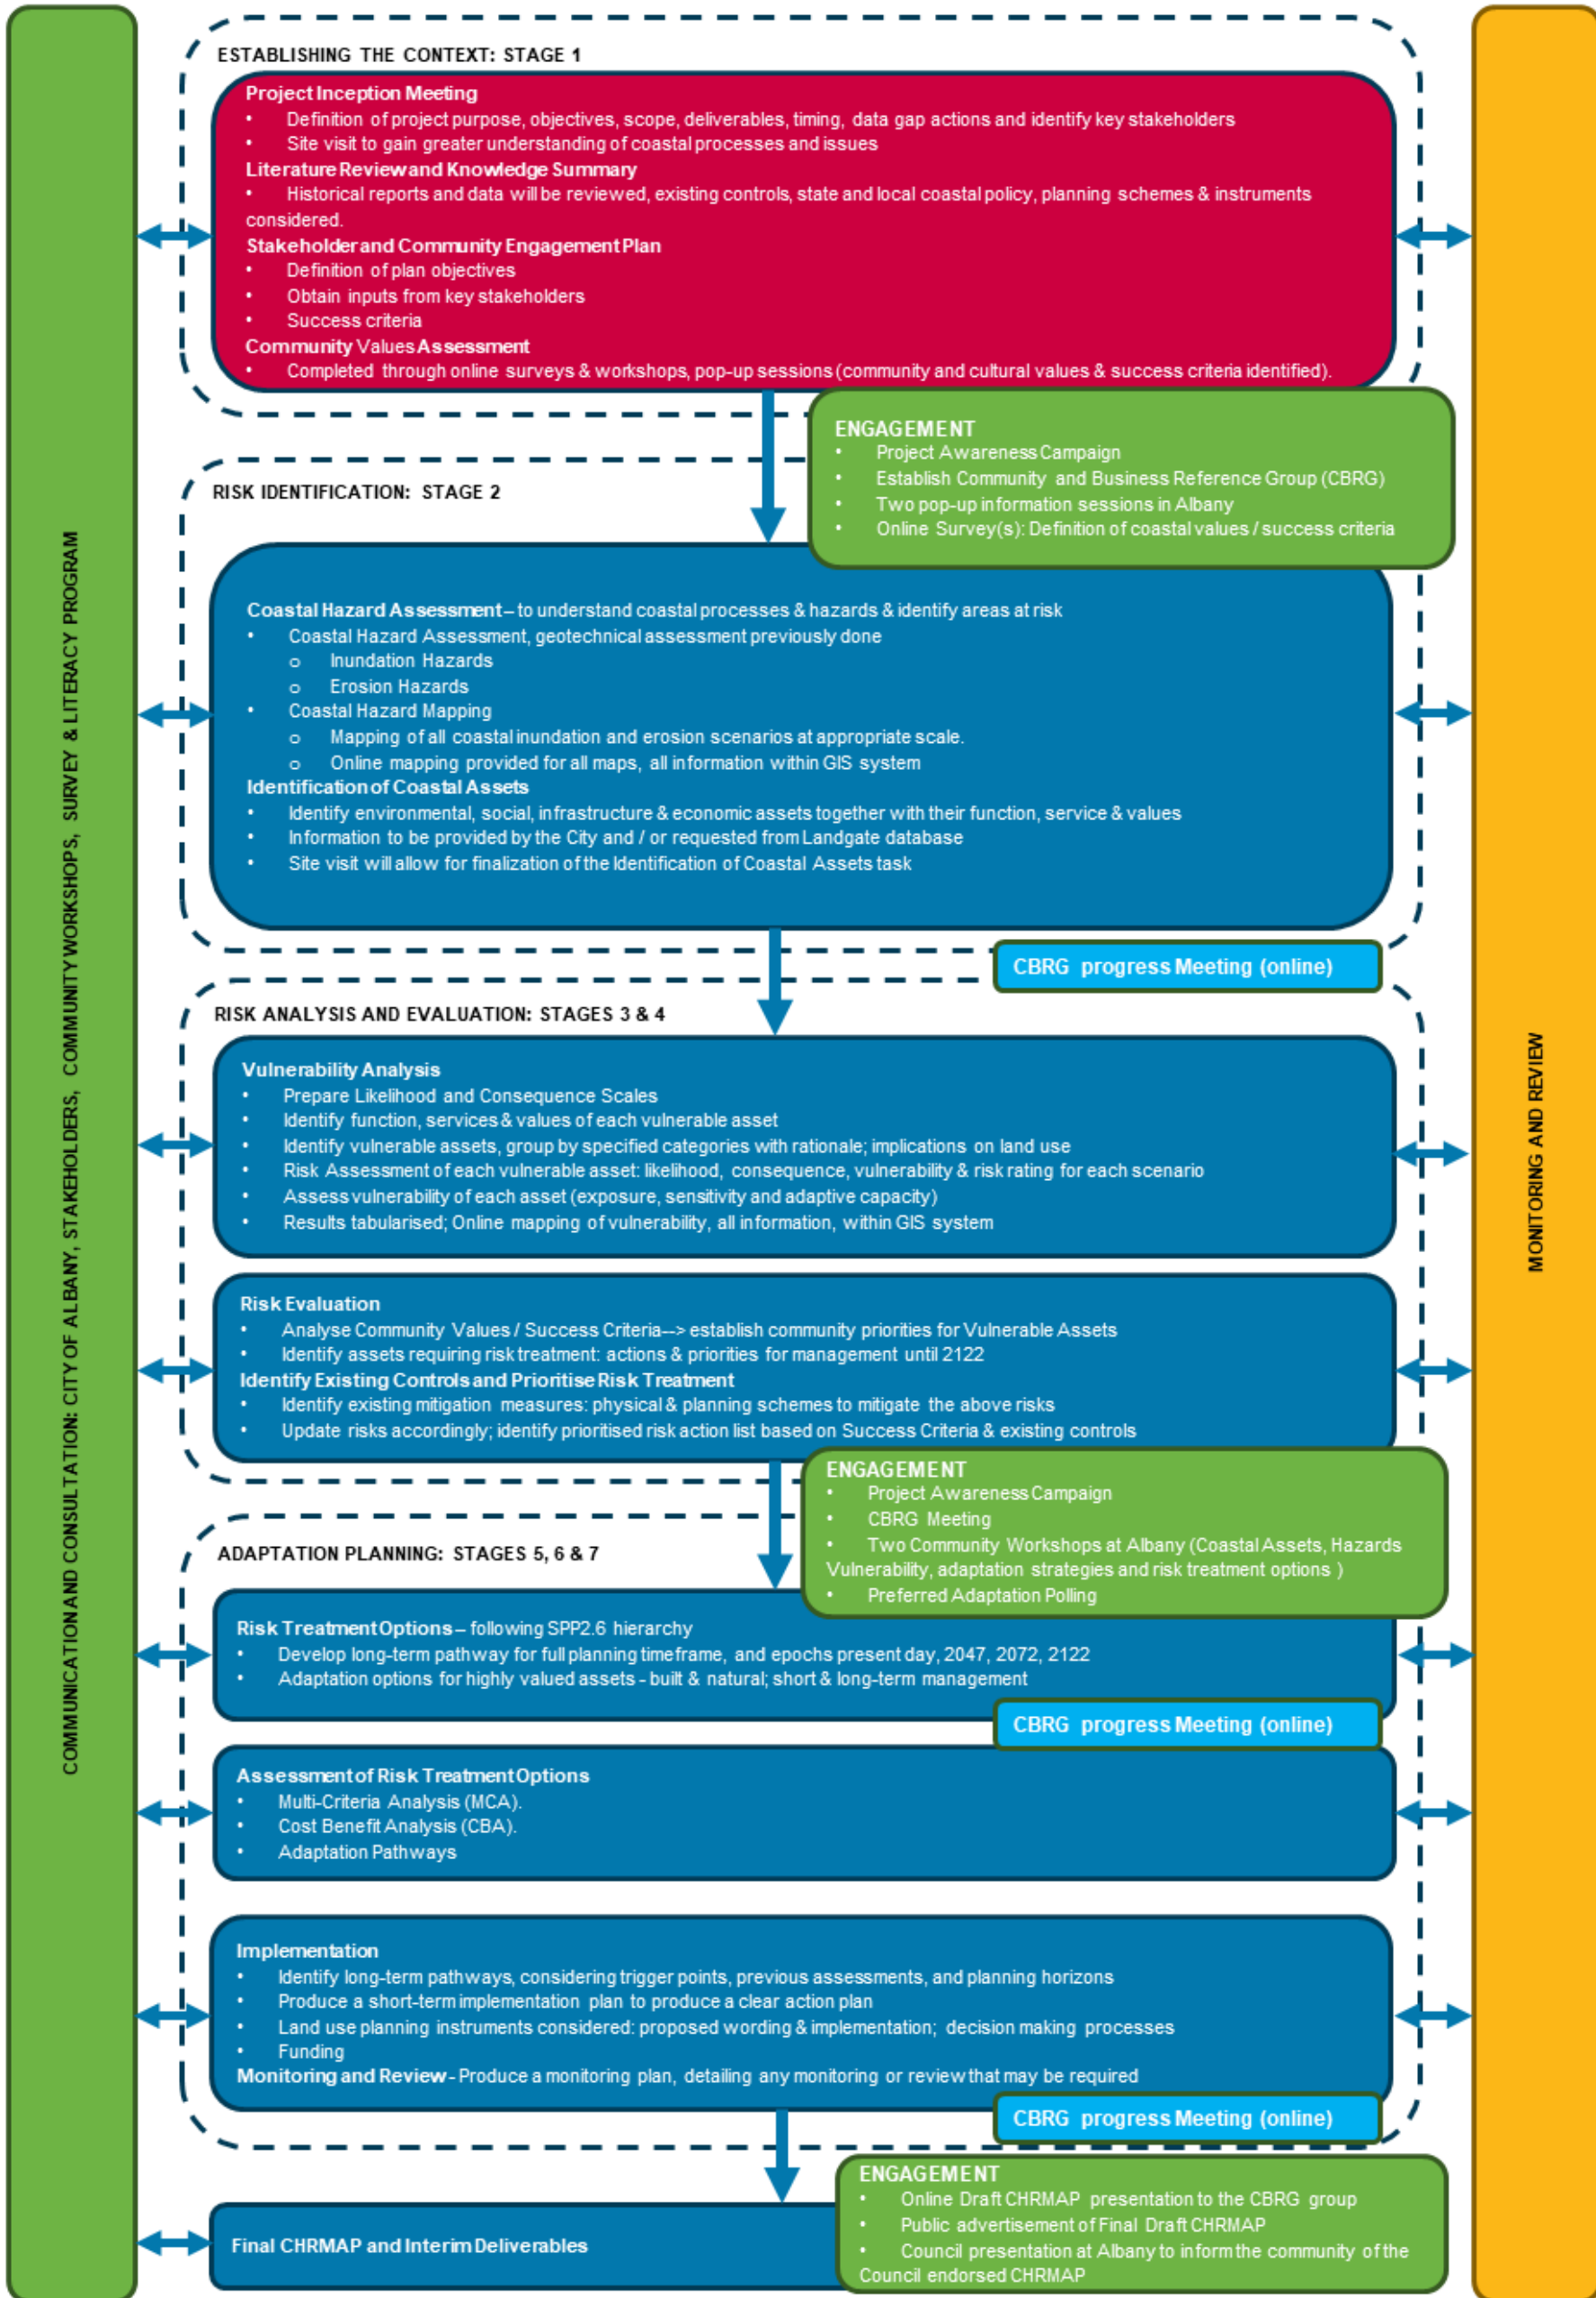 COMMUNICATION AND CONSULTATION: CITY OF ALBANY, STAKEHOLDERS, COMMUNITY WORKSHOPS, SURVEY & LITERACY PROGRAM
ESTABLISHING THE CONTEXT: STAGE 1
Project Inception Meeting
• Definition of project purpose, objectives, scope, deliverables, timing, data gap actions and identify key stakeholders
• Site visit to gain greater understanding of coastal processes and issues
Literature Review and Knowledge Summary
• Historical reports and data will be reviewed, existing controls, state and local coastal policy, planning schemes & instruments
considered.
Stakeholder and Community Engagement Plan
• Definition of plan objectives
• Obtain inputs from key stakeholders
• Success criteria
Community Values Assessment
• Completed through online surveys & workshops, pop-up sessions (community and cultural values & success criteria identified).
ENGAGEMENT
• Project Awareness Campaign
• Establish Community and Business Reference Group (CBRG)
• Two pop-up information sessions in Albany
• Online Survey(s): Definition of coastal values / success criteria
RISK IDENTIFICATION: STAGE 2
Coastal Hazard Assessment – to understand coastal processes & hazards & identify areas at risk
• Coastal Hazard Assessment, geotechnical assessment previously done
o Inundation Hazards
o Erosion Hazards
• Coastal Hazard Mapping
o Mapping of all coastal inundation and erosion scenarios at appropriate scale.
o Online mapping provided for all maps, all information within GIS system
Identification of Coastal Assets
• Identify environmental, social, infrastructure & economic assets together with their function, service & values
• Information to be provided by the City and / or requested from Landgate database
• Site visit will allow for finalization of the Identification of Coastal Assets task
CBRG progress Meeting (online)
RISK ANALYSIS AND EVALUATION: STAGES 3 & 4
Vulnerability Analysis
• Prepare Likelihood and Consequence Scales
• Identify function, services & values of each vulnerable asset
• Identify vulnerable assets, group by specified categories with rationale; implications on land use
• Risk Assessment of each vulnerable asset: likelihood, consequence, vulnerability & risk rating for each scenario
• Assess vulnerability of each asset (exposure, sensitivity and adaptive capacity)
• Results tabularised; Online mapping of vulnerability, all information, within GIS system
Risk Evaluation
• Analyse Community Values / Success Criteria--> establish community priorities for Vulnerable Assets
• Identify assets requiring risk treatment: actions & priorities for management until 2122
Identify Existing Controls and Prioritise Risk Treatment
• Identify existing mitigation measures: physical & planning schemes to mitigate the above risks
• Update risks accordingly; identify prioritised risk action list based on Success Criteria & existing controls
ENGAGEMENT
• Project Awareness Campaign
• CBRG Meeting
• Two Community Workshops at Albany (Coastal Assets, Hazards
Vulnerability, adaptation strategies and risk treatment options )
• Preferred Adaptation Polling
ADAPTATION PLANNING: STAGES 5, 6 & 7
Risk Treatment Options – following SPP2.6 hierarchy
• Develop long-term pathway for full planning timeframe, and epochs present day, 2047, 2072, 2122
• Adaptation options for highly valued assets - built & natural; short & long-term management
CBRG progress Meeting (online)
Assessment of Risk Treatment Options
• Multi-Criteria Analysis (MCA).
• Cost Benefit Analysis (CBA).
• Adaptation Pathways
Implementation
• Identify long-term pathways, considering trigger points, previous assessments, and planning horizons
• Produce a short-term implementation plan to produce a clear action plan
• Land use planning instruments considered: proposed wording & implementation; decision making processes
• Funding
Monitoring and Review - Produce a monitoring plan, detailing any monitoring or review that may be required
CBRG progress Meeting (online)
ENGAGEMENT
• Online Draft CHRMAP presentation to the CBRG group
• Public advertisement of Final Draft CHRMAP
• Council presentation at Albany to inform the community of the
Council endorsed CHRMAP
Final CHRMAP and Interim Deliverables
MONITORING AND REVIEW